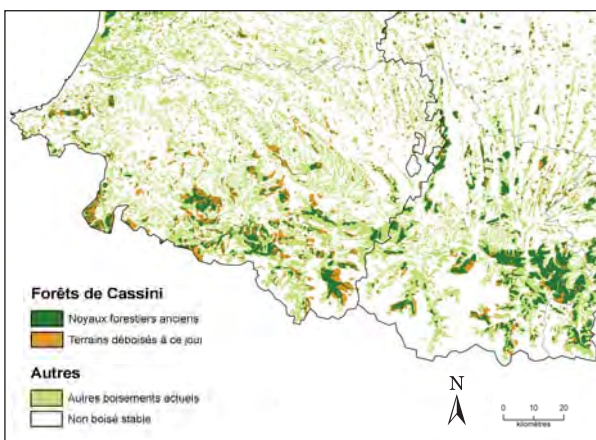 Forêts de Cassini
Noyaux forestiers anciens
Terrains déboisés à ce jour
Autres
Autres boisements actuels
Non boisé stable
N
0 10 20
kilomètres